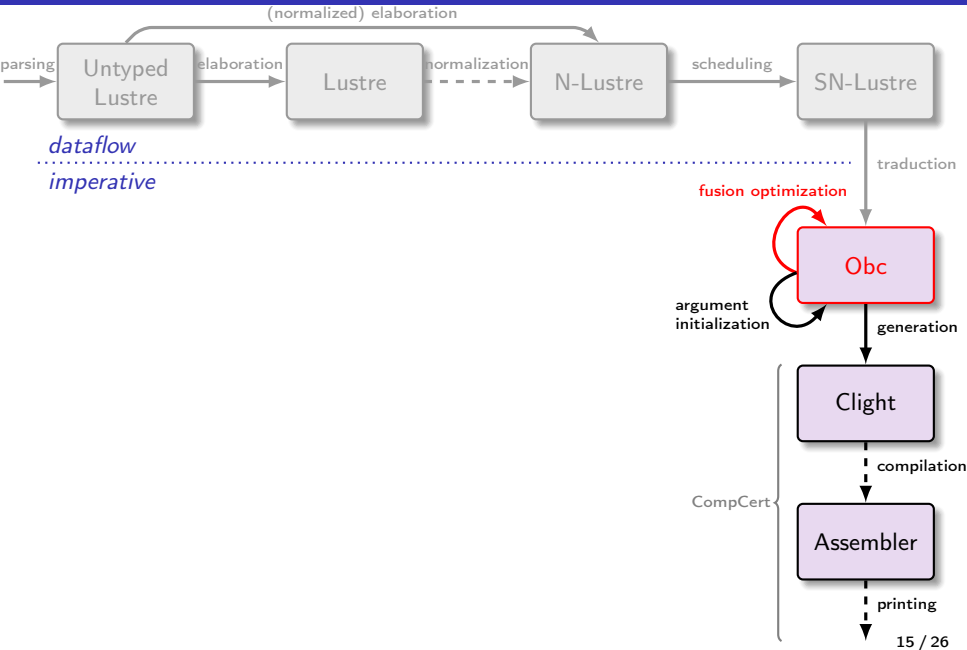 (normalized) elaboration
parsing
Untyped
Lustre
elaboration
Lustre
normalization
N-Lustre
scheduling
SN-Lustre
dataflow
imperative
traduction
fusion optimization
Obc
argument
initialization
generation
Clight
compilation
CompCert
Assembler
printing
15 / 26